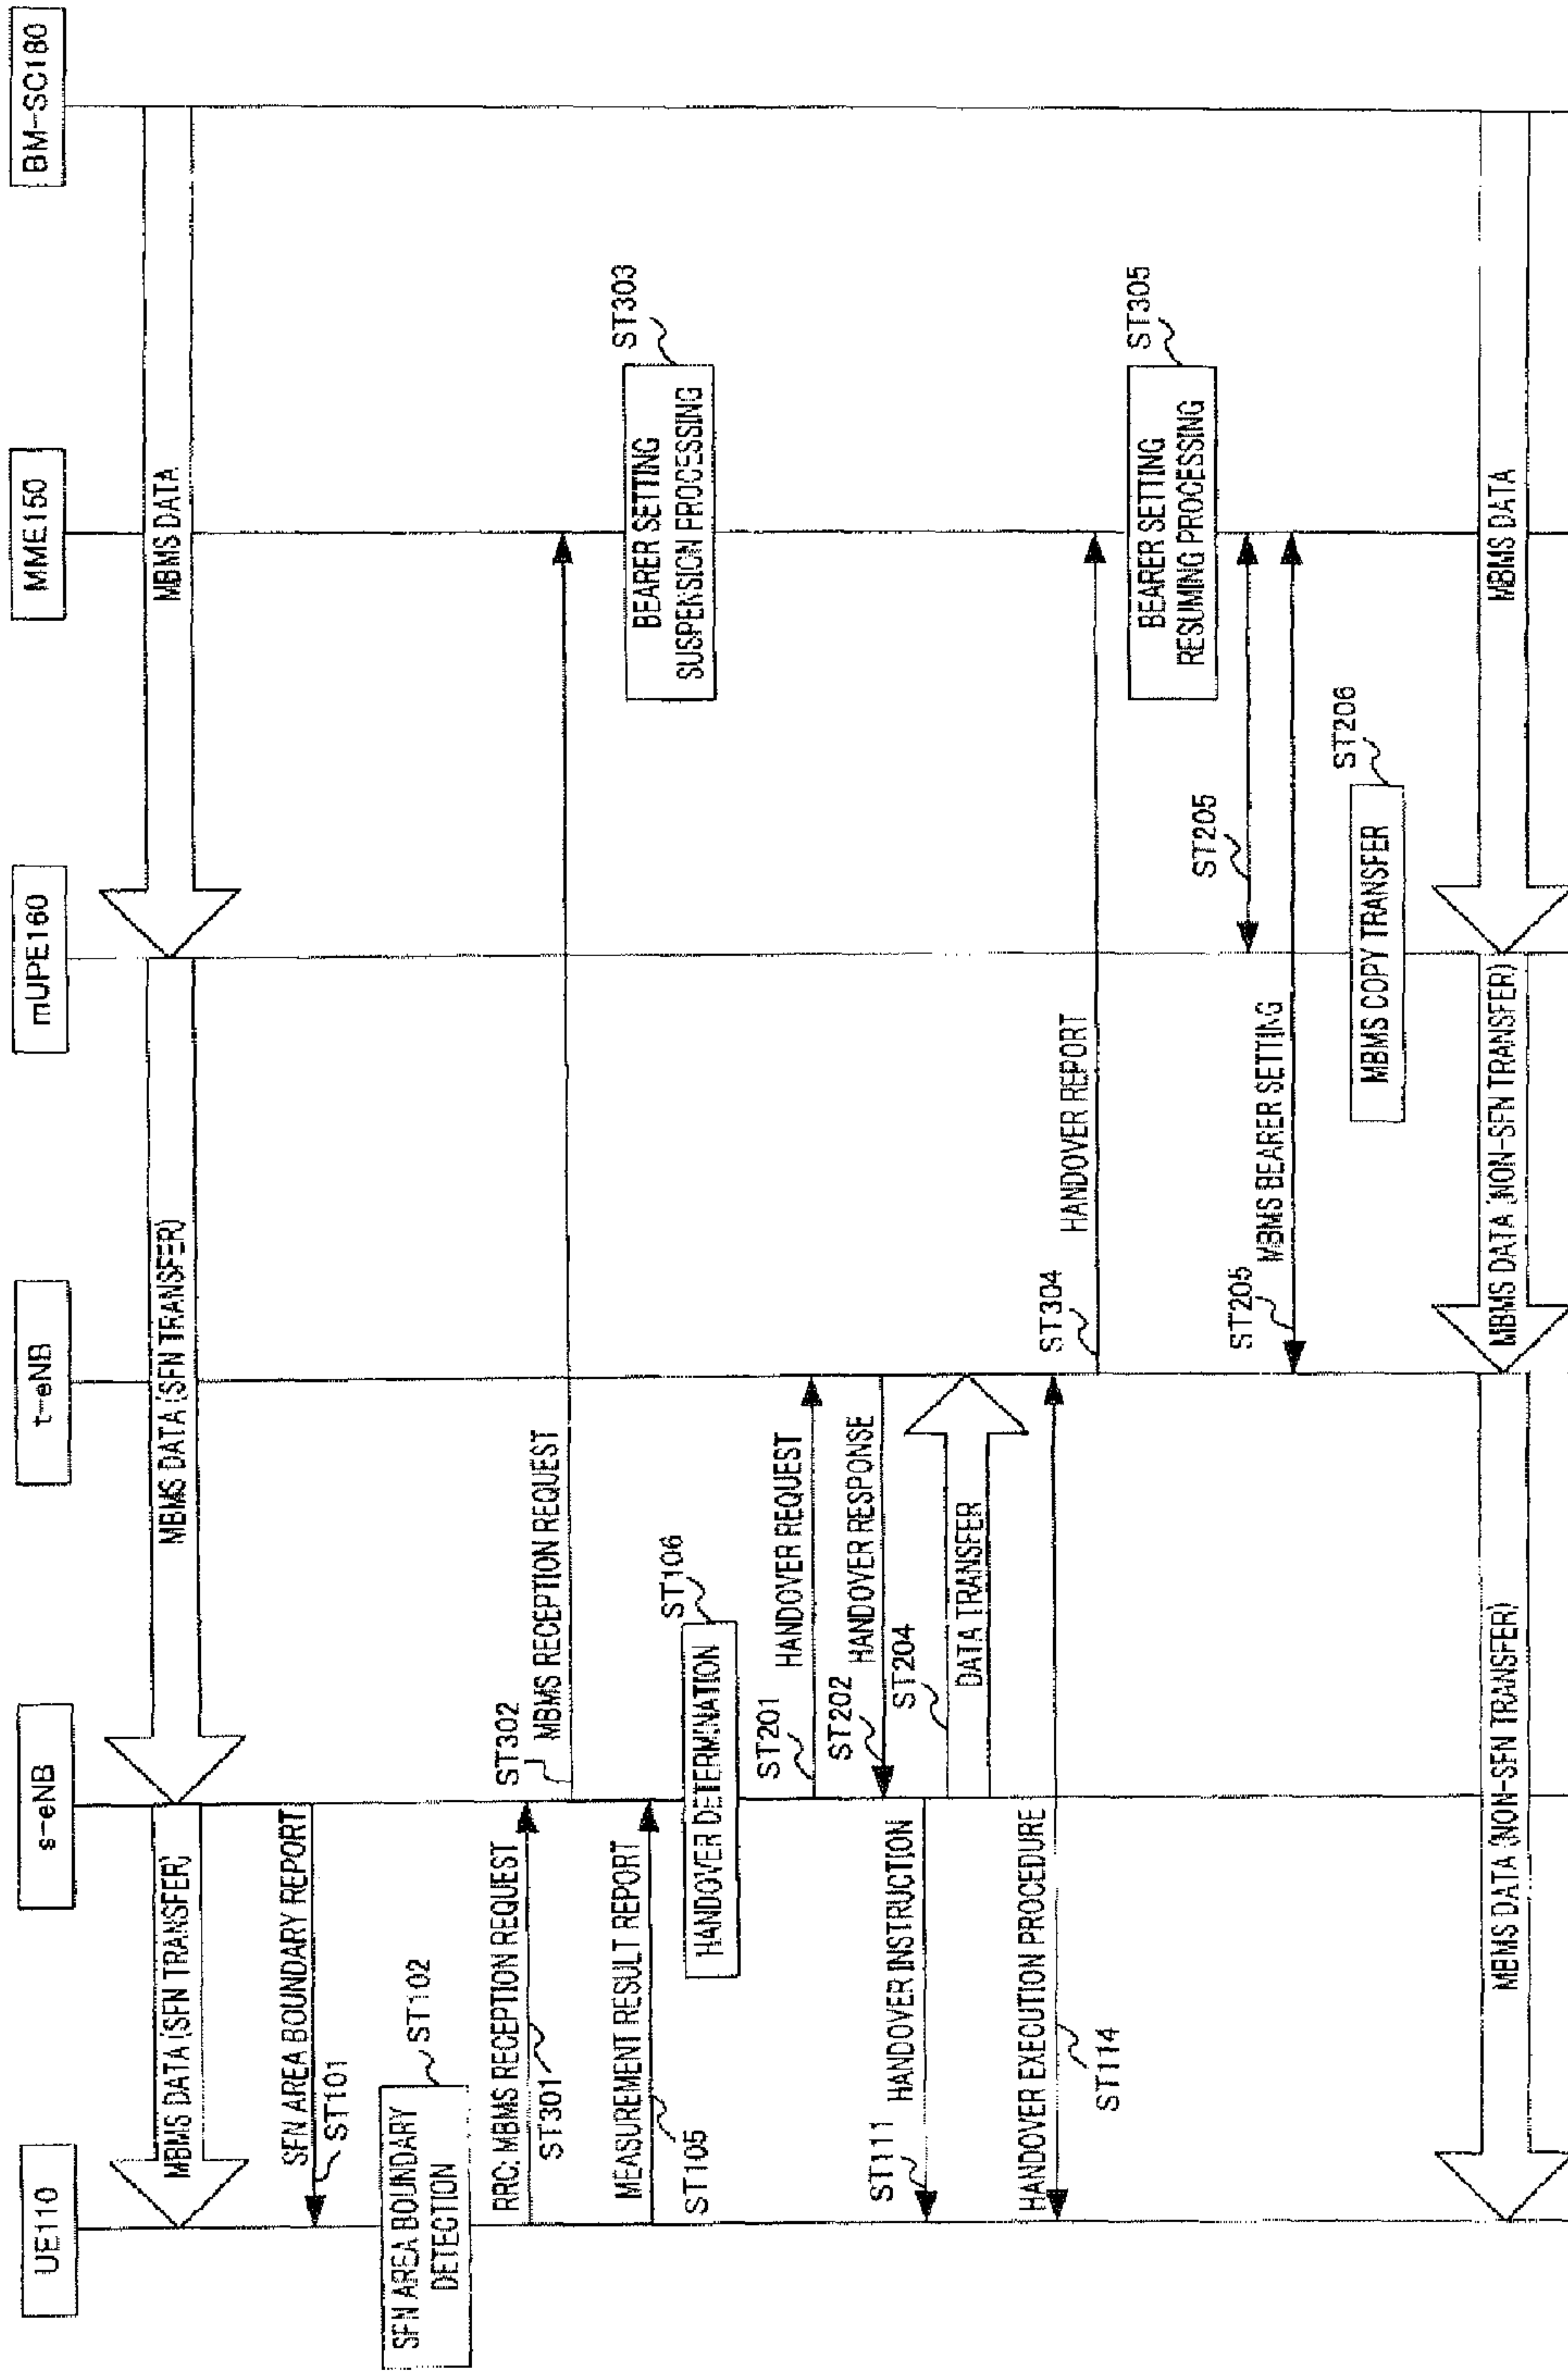 UE110
s-eNB
t-eNB
mUPE160
MME150
BM-SC180
MBMS DATA (SFN TRANSFER)
MBMS DATA (SFN TRANSFER)
MBMS DATA
SFN AREA BOUNDARY REPORT
ST101
SFN AREA BOUNDARY
DETECTION
ST102
RRC: MBMS RECEPTION REQUEST
ST301
ST302
MBMS RECEPTION REQUEST
BEARER SETTING
SUSPENSION PROCESSING
ST303
MEASUREMENT RESULT REPORT
ST105
HANDOVER DETERMINATION
ST106
ST201
HANDOVER REQUEST
ST202
HANDOVER RESPONSE
ST111
HANDOVER INSTRUCTION
ST204
DATA TRANSFER
HANDOVER EXECUTION PROCEDURE
ST114
ST304
HANDOVER REPORT
BEARER SETTING
RESUMING PROCESSING
ST305
ST205
ST205
MBMS BEARER SETTING
MBMS COPY TRANSFER
ST206
MBMS DATA (NON-SFN TRANSFER)
MBMS DATA (NON-SFN TRANSFER)
MBMS DATA